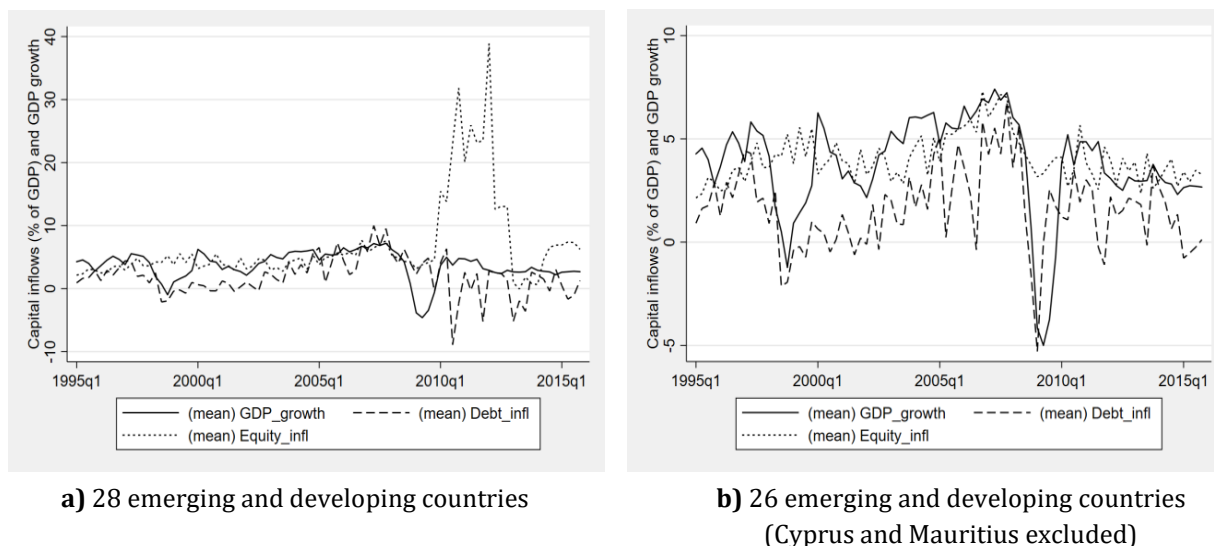 Capital inflows (% of GDP) and GDP growth
40
30
20
10
0
-10
1995q1 2000q1 2005q1 2010q1 2015q1
(mean) GDP_growth (mean) Debt_infl
(mean) Equity_infl
a) 28 emerging and developing countries
Capital inflows (% of GDP) and GDP growth
10
5
0
-5
1995q1 2000q1 2005q1 2010q1 2015q1
(mean) GDP_growth (mean) Debt_infl
(mean) Equity_infl
b) 26 emerging and developing countries
(Cyprus and Mauritius excluded)